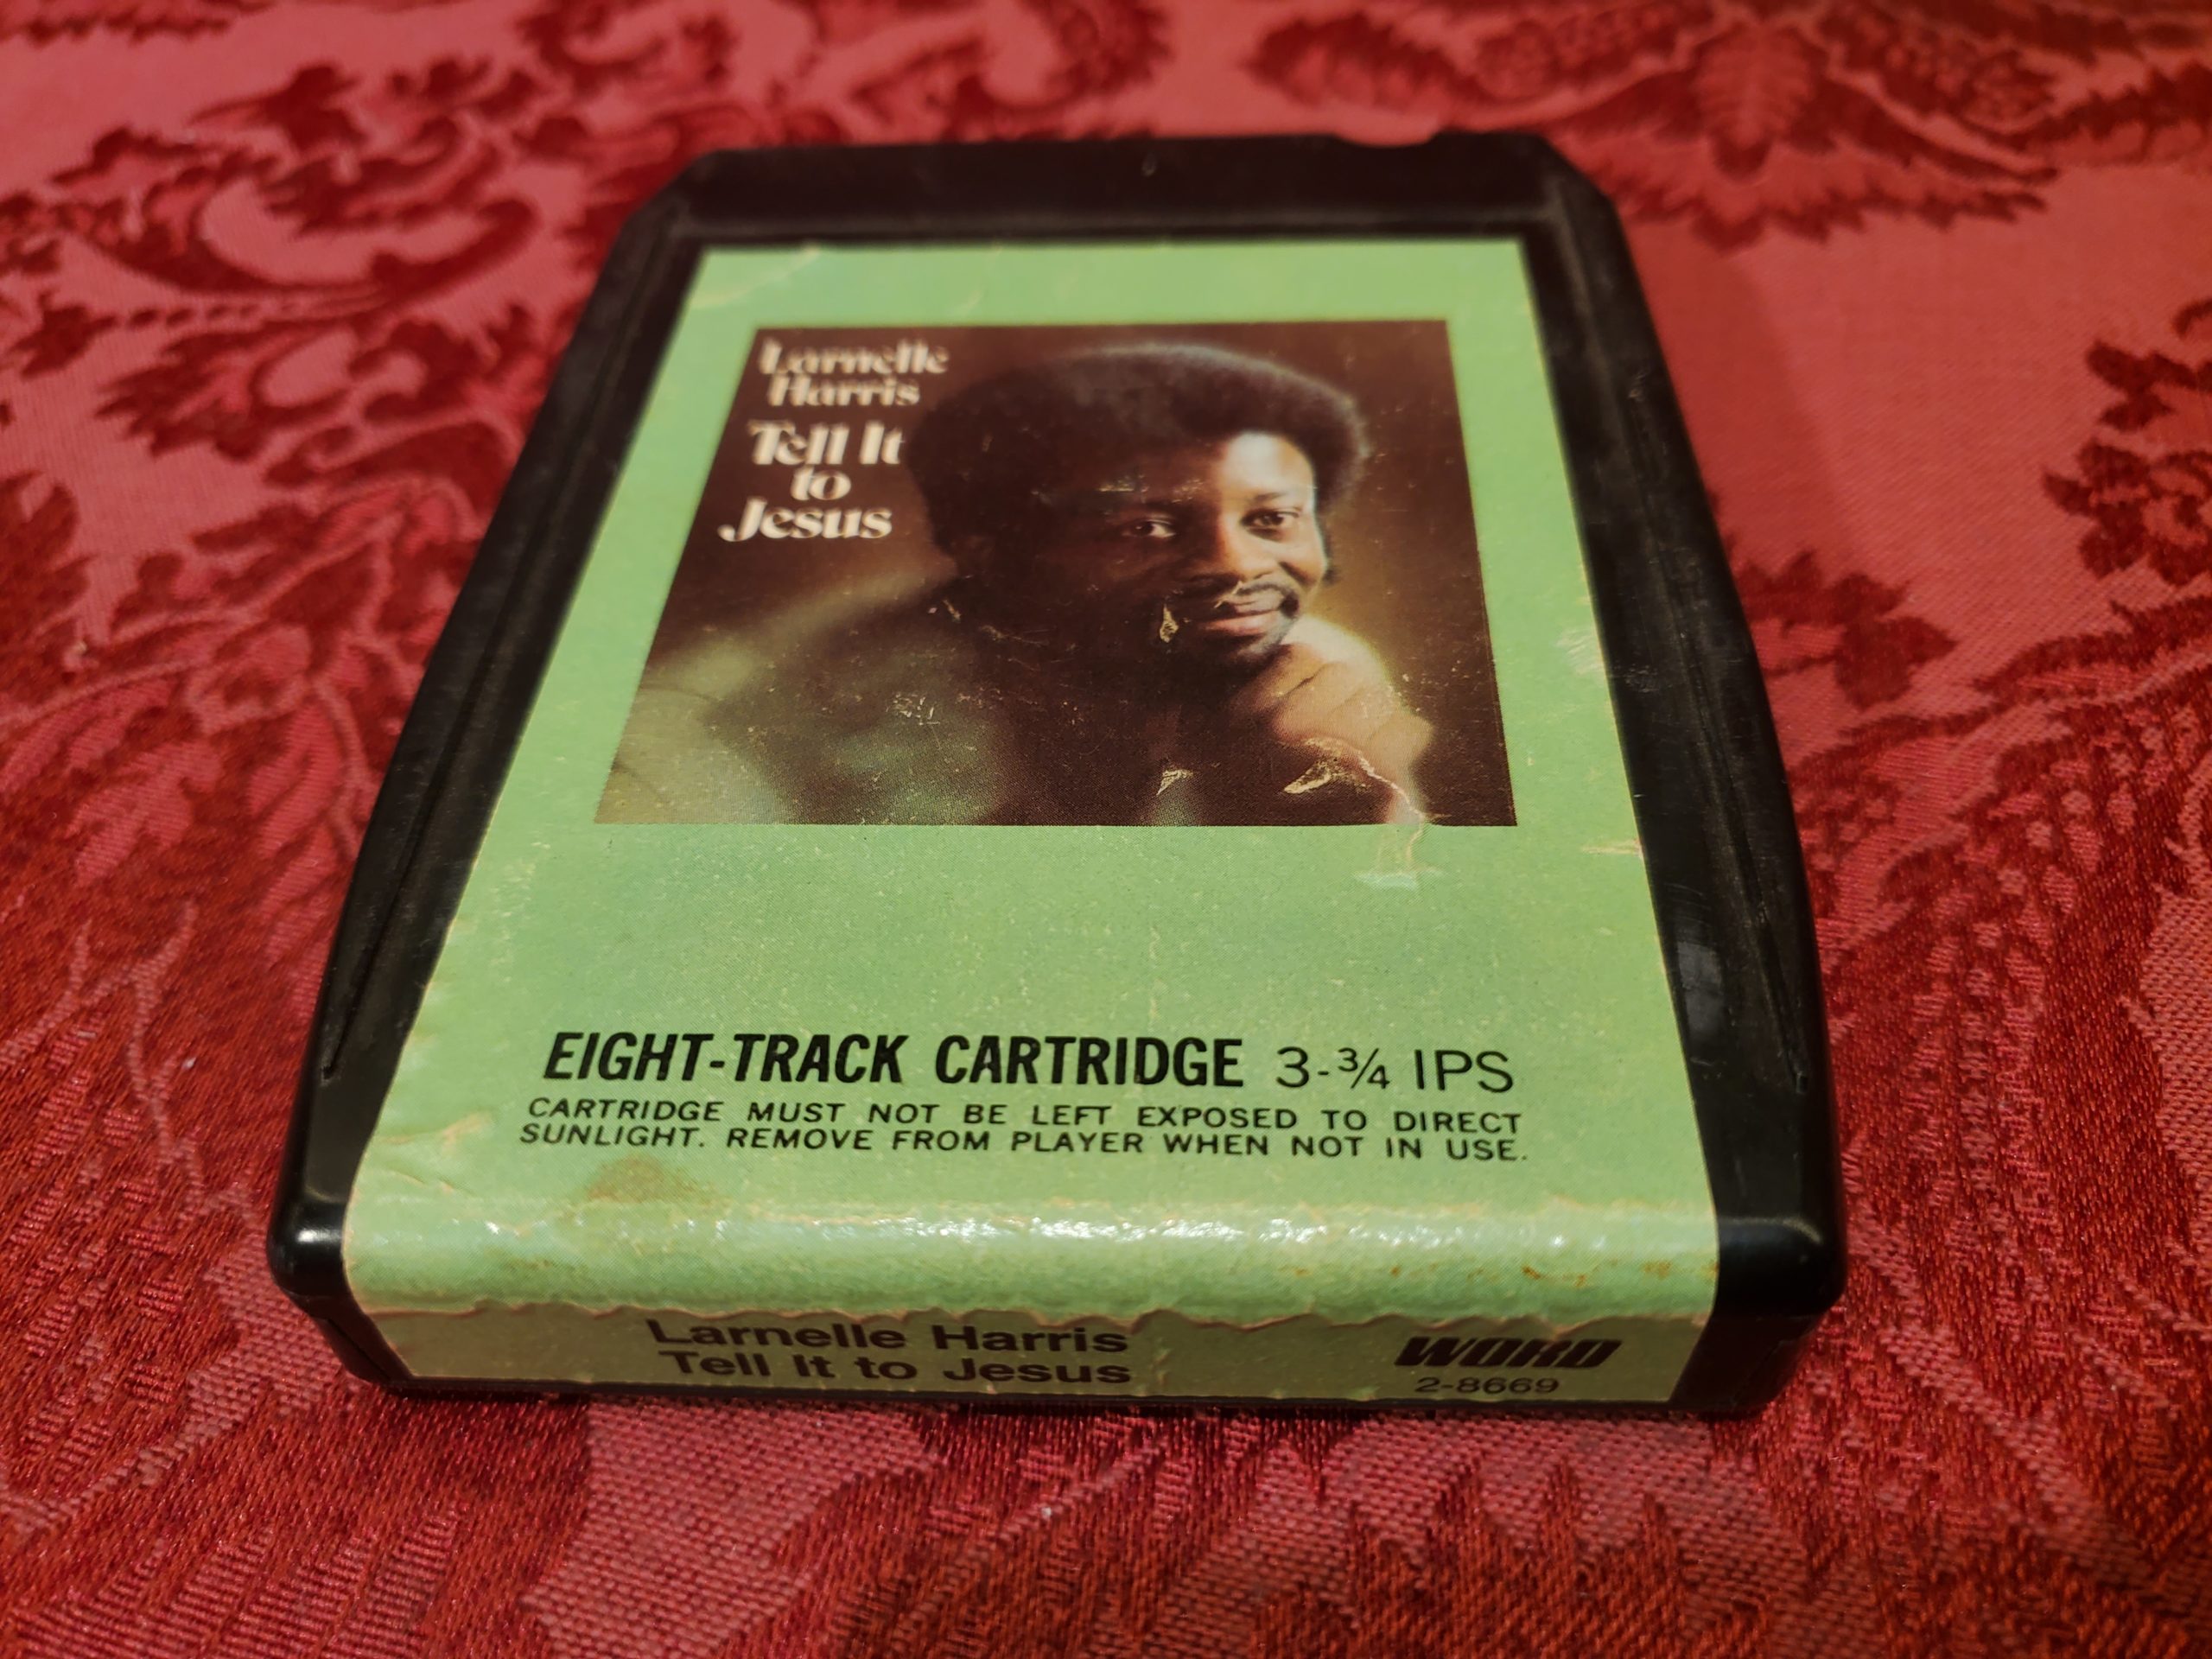 Larnelle
Harris
Tell It
to
Jesus
EIGHT-TRACK CARTRIDGE 3-¾ IPS
CARTRIDGE MUST NOT BE LEFT EXPOSED TO DIRECT
SUNLIGHT. REMOVE FROM PLAYER WHEN NOT IN USE.
Larnelle Harris
Tell It to Jesus
WORD
2-8669